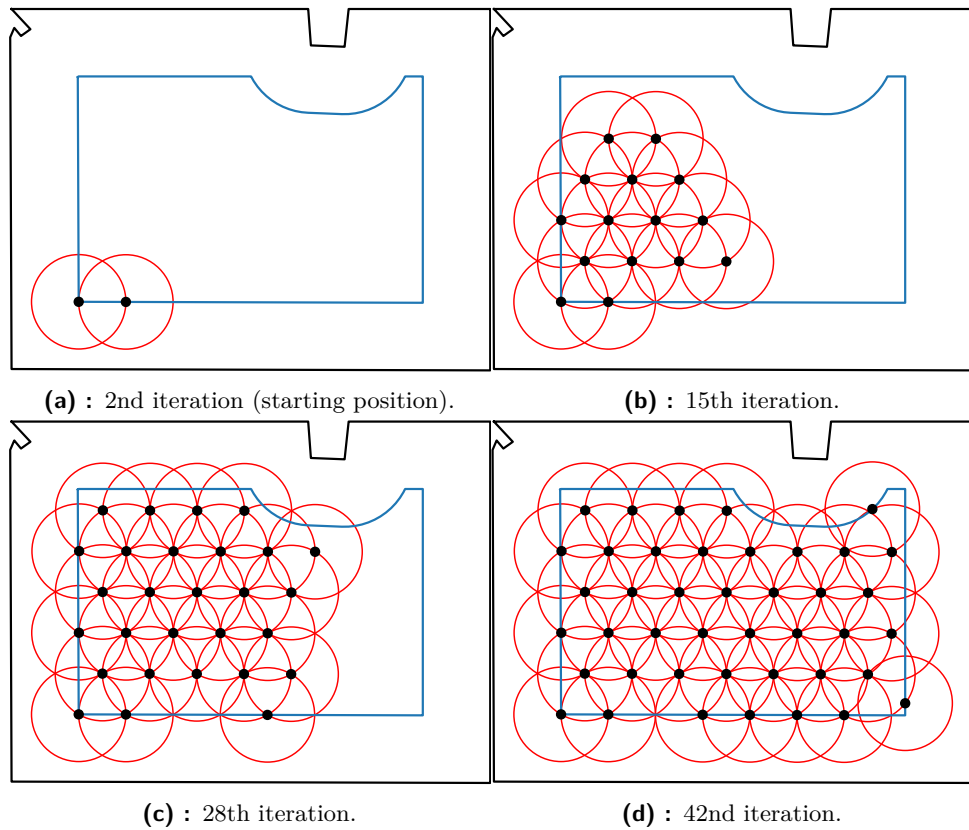 (a) : 2nd iteration (starting position).
(b) : 15th iteration.
(c) : 28th iteration.
(d) : 42nd iteration.